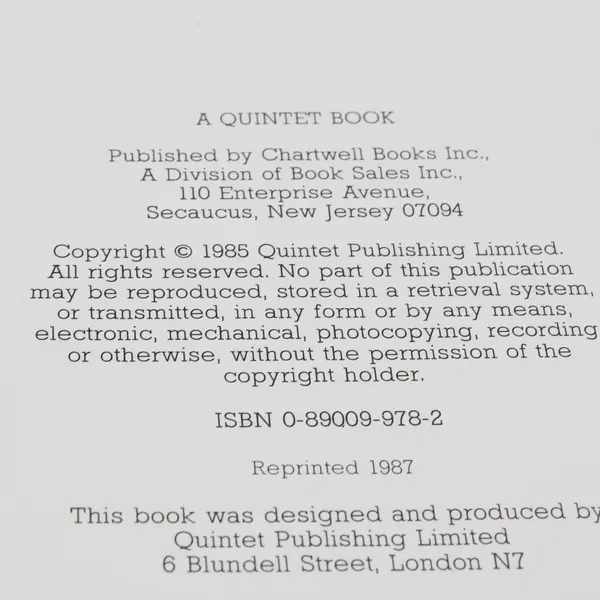 A QUINTET BOOK
Published by Chartwell Books Inc.,
A Division of Book Sales Inc.,
110 Enterprise Avenue,
Secaucus, New Jersey 07094
Copyright © 1985 Quintet Publishing Limited.
All rights reserved. No part of this publication
may be reproduced, stored in a retrieval system,
or transmitted, in any form or by any means,
electronic, mechanical, photocopying, recording
or otherwise, without the permission of the
copyright holder.
ISBN 0-89009-978-2
Reprinted 1987
This book was designed and produced by
Quintet Publishing Limited
6 Blundell Street, London N7